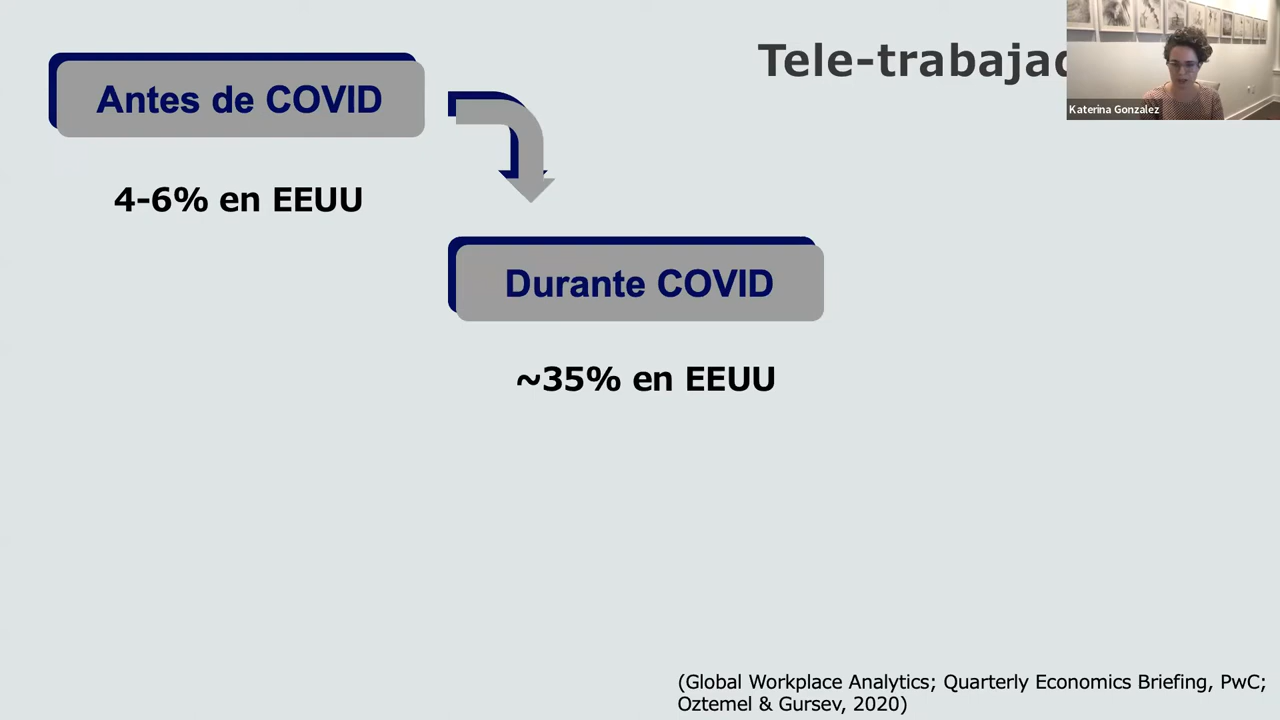 Antes de COVID
Tele-trabajad
Katerina Gonzalez
4-6% en EEUU
Durante COVID
~35% en EEUU
(Global Workplace Analytics; Quarterly Economics Briefing, PwC;
Oztemel & Gursev, 2020)